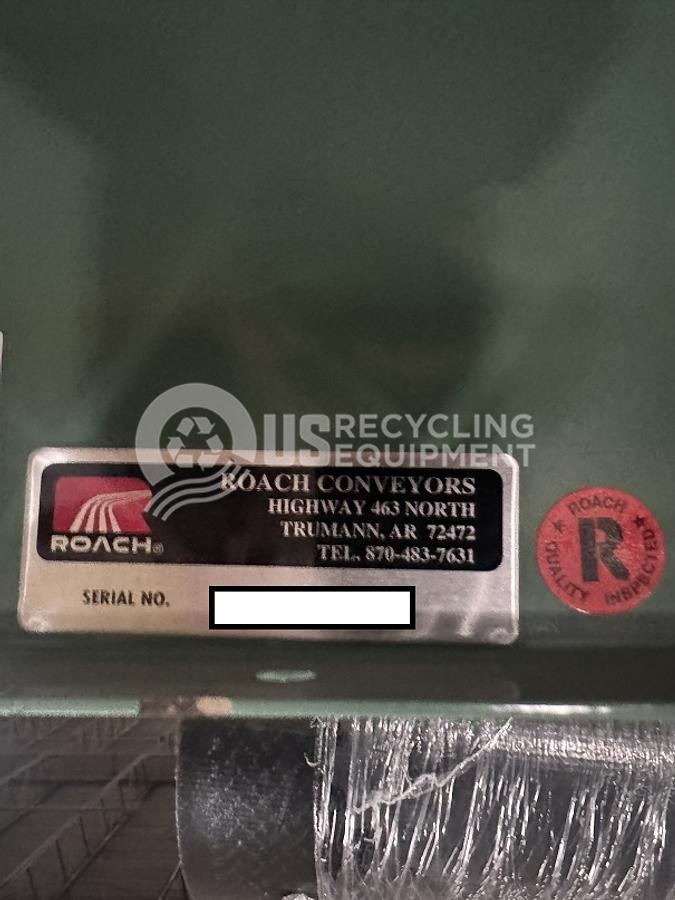 US RECYCLING
EQUIPMENT
ROACH CONVEYORS
HIGHWAY 463 NORTH
TRUMANN, AR 72472
TEL. 870-483-7631
ROACH®
SERIAL NO.
★ ROACH ★
R
QUALITY INSPECTED